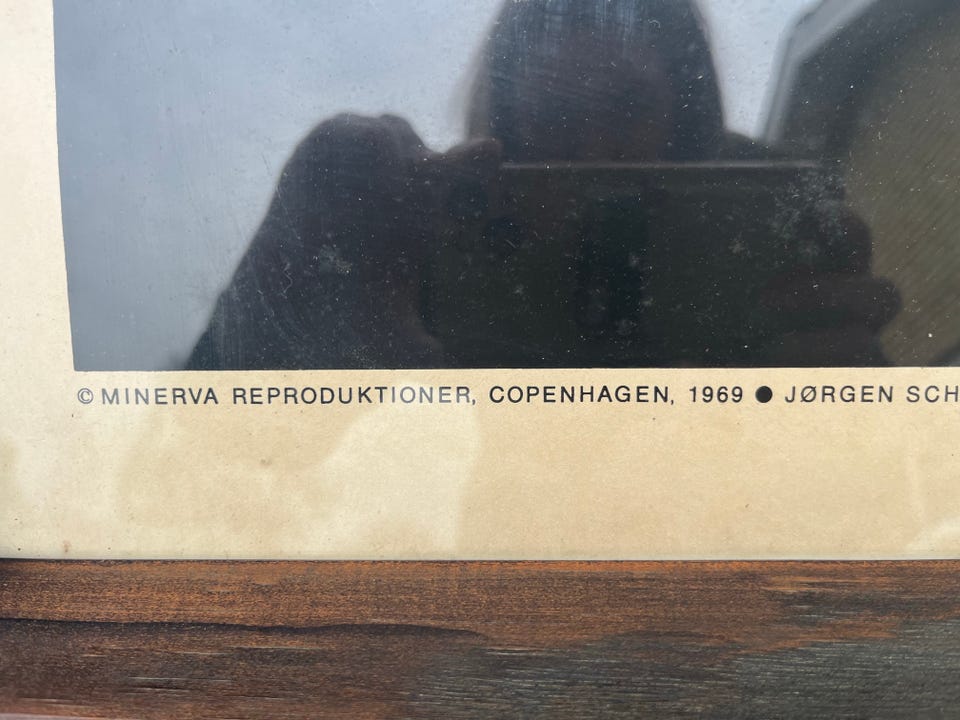 © MINERVA REPRODUKTIONER, COPENHAGEN, 1969 ● JØRGEN SCH